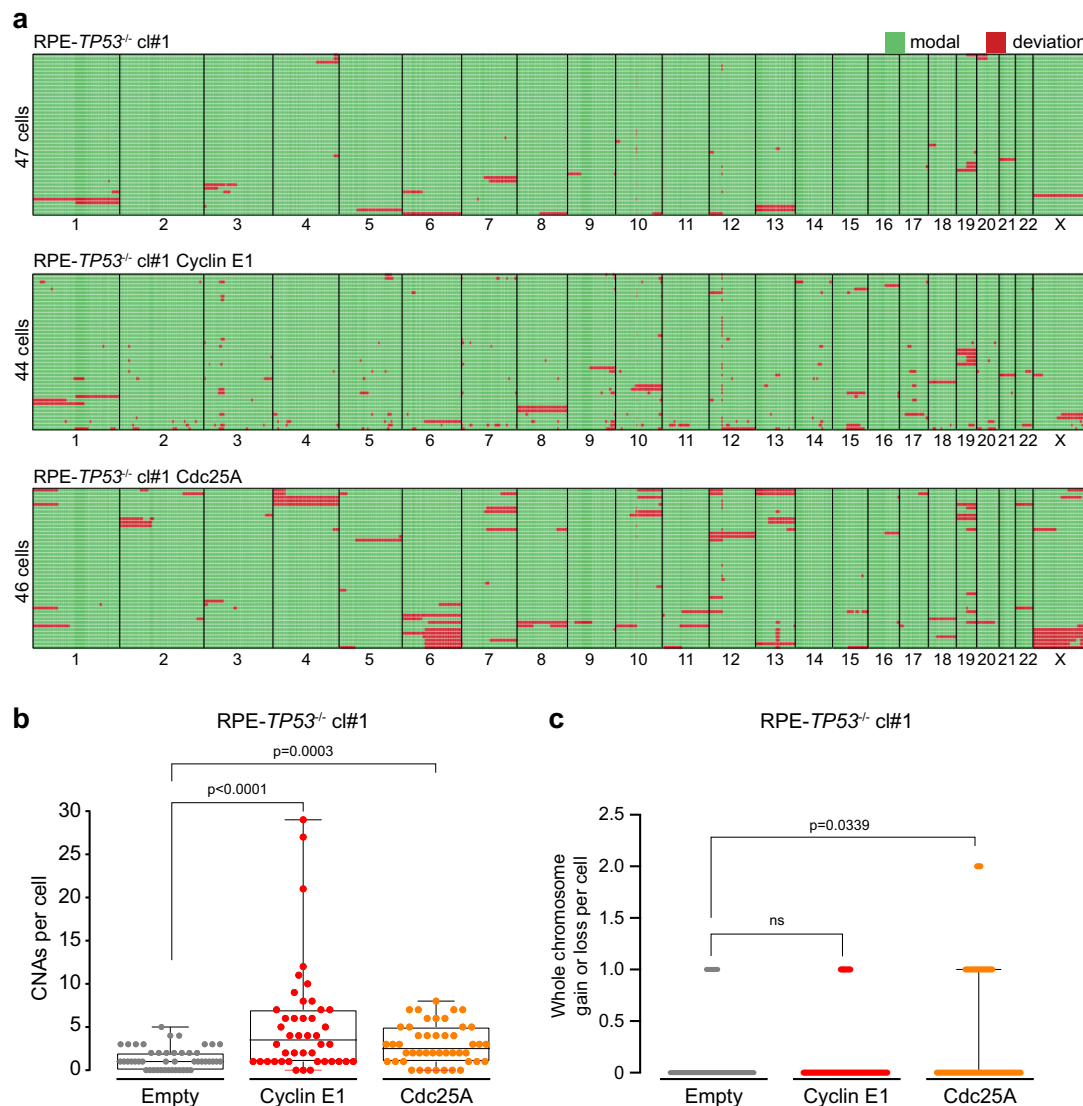 a
RPE-TP53-/- cl#1
modal deviation
47 cells
1 2 3 4 5 6 7 8 9 10 11 12 13 14 15 16 17 18 19 20 21 22 X
RPE-TP53-/- cl#1 Cyclin E1
44 cells
1 2 3 4 5 6 7 8 9 10 11 12 13 14 15 16 17 18 19 20 21 22 X
RPE-TP53-/- cl#1 Cdc25A
46 cells
1 2 3 4 5 6 7 8 9 10 11 12 13 14 15 16 17 18 19 20 21 22 X
b
RPE-TP53-/- cl#1
p=0.0003
p<0.0001
CNAs per cell
30
25
20
15
10
5
0
Empty Cyclin E1 Cdc25A
c
RPE-TP53-/- cl#1
p=0.0339
ns
Whole chromosome
gain or loss per cell
2.5
2.0
1.5
1.0
0.5
0
Empty Cyclin E1 Cdc25A